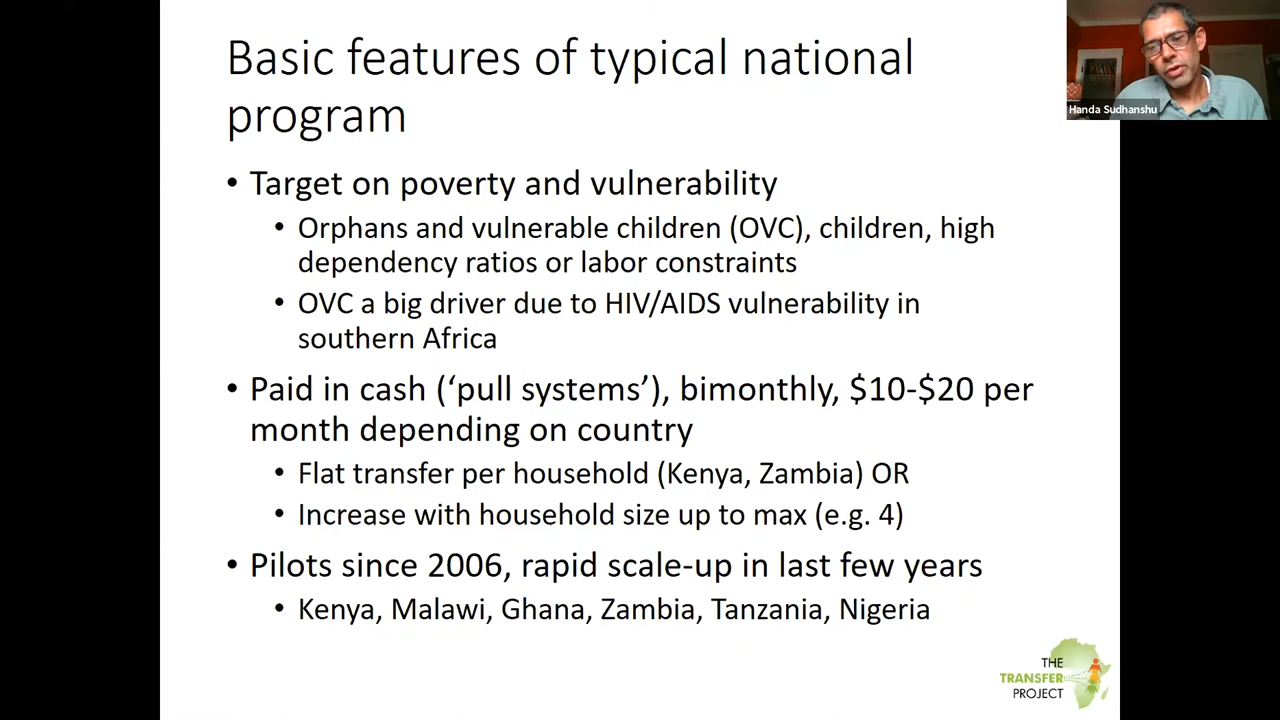 Basic features of typical national
program
• Target on poverty and vulnerability
• Orphans and vulnerable children (OVC), children, high
dependency ratios or labor constraints
• OVC a big driver due to HIV/AIDS vulnerability in
southern Africa
• Paid in cash (‘pull systems’), bimonthly, $10-$20 per
month depending on country
• Flat transfer per household (Kenya, Zambia) OR
• Increase with household size up to max (e.g. 4)
• Pilots since 2006, rapid scale-up in last few years
• Kenya, Malawi, Ghana, Zambia, Tanzania, Nigeria
THE
TRANSFER
PROJECT
Handa Sudhanshu